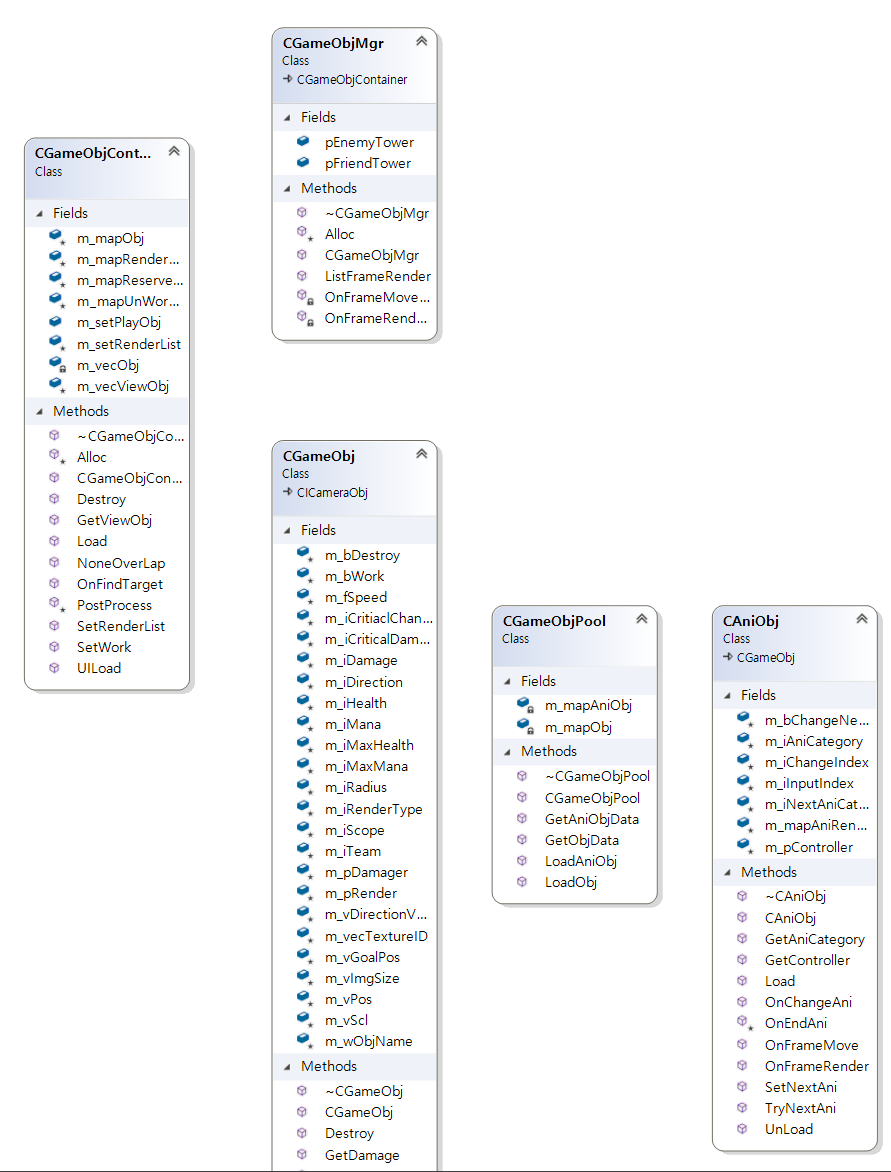 CGameObjMgr
Class
CGameObjContainer
Fields
pEnemyTower
pFriendTower
Methods
~CGameObjMgr
Alloc
CGameObjMgr
ListFrameRender
OnFrameMove...
OnFrameRend...
CGameObjCont...
Class
Fields
m_mapObj
m_mapRender...
m_mapReserve...
m_mapUnWor...
m_setPlayObj
m_setRenderList
m_vecObj
m_vecViewObj
Methods
~CGameObjCo...
Alloc
CGameObjCon...
Destroy
GetViewObj
Load
NoneOverLap
OnFindTarget
PostProcess
SetRenderList
SetWork
UILoad
CGameObj
Class
CICameraObj
Fields
m_bDestroy
m_bWork
m_fSpeed
m_iCritiaclChan...
m_iCriticalDam...
m_iDamage
m_iDirection
m_iHealth
m_iMana
m_iMaxHealth
m_iMaxMana
m_iRadius
m_iRenderType
m_iScope
m_iTeam
m_pDamager
m_pRender
m_vDirectionV...
m_vecTextureID
m_vGoalPos
m_vImgSize
m_vPos
m_vScl
m_wObjName
Methods
~CGameObj
CGameObj
Destroy
GetDamage
CGameObjPool
Class
Fields
m_mapAniObj
m_mapObj
Methods
~CGameObjPool
CGameObjPool
GetAniObjData
GetObjData
LoadAniObj
LoadObj
CAniObj
Class
CGameObj
Fields
m_bChangeNe...
m_iAniCategory
m_iChangeIndex
m_iInputIndex
m_iNextAniCat...
m_mapAniRen...
m_pController
Methods
~CAniObj
CAniObj
GetAniCategory
GetController
Load
OnChangeAni
OnEndAni
OnFrameMove
OnFrameRender
SetNextAni
TryNextAni
UnLoad